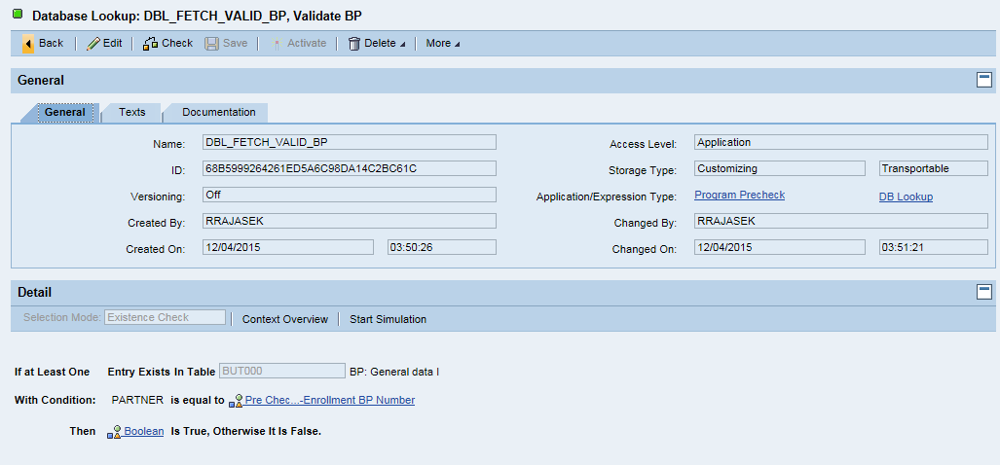 Database Lookup: DBL_FETCH_VALID_BP, Validate BP
Back Edit Check Save Activate Delete More
General
General Texts Documentation
Name: DBL_FETCH_VALID_BP Access Level: Application
ID: 68B5999264261ED5A6C98DA14C2BC61C Storage Type: Customizing Transportable
Versioning: Off Application/Expression Type: Program Precheck DB Lookup
Created By: RRAJASEK Changed By: RRAJASEK
Created On: 12/04/2015 03:50:26 Changed On: 12/04/2015 03:51:21
Detail
Selection Mode: Existence Check Context Overview Start Simulation
If at Least One Entry Exists In Table BUT000 BP: General data I
With Condition: PARTNER is equal to Pre Chec...-Enrollment BP Number
Then Boolean Is True, Otherwise It Is False.